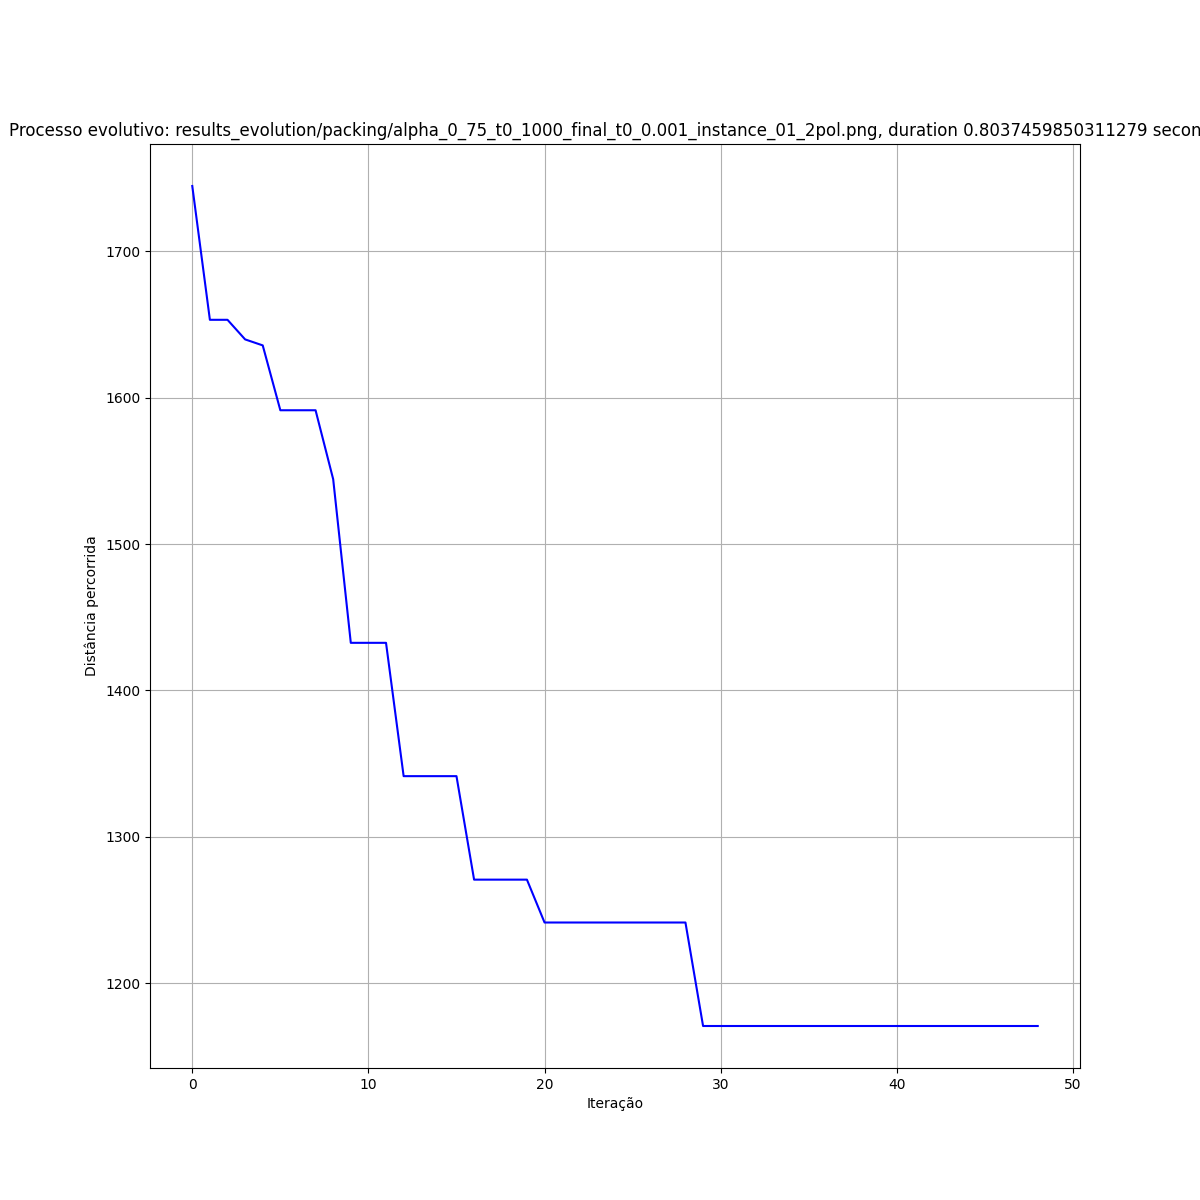 Processo evolutivo: results_evolution/packing/alpha_0_75_t0_1000_final_t0_0.001_instance_01_2pol.png, duration 0.8037459850311279 secon
1700
1600
1500
1400
1300
1200
Distância percorrida
0 10 20 30 40 50
Iteração